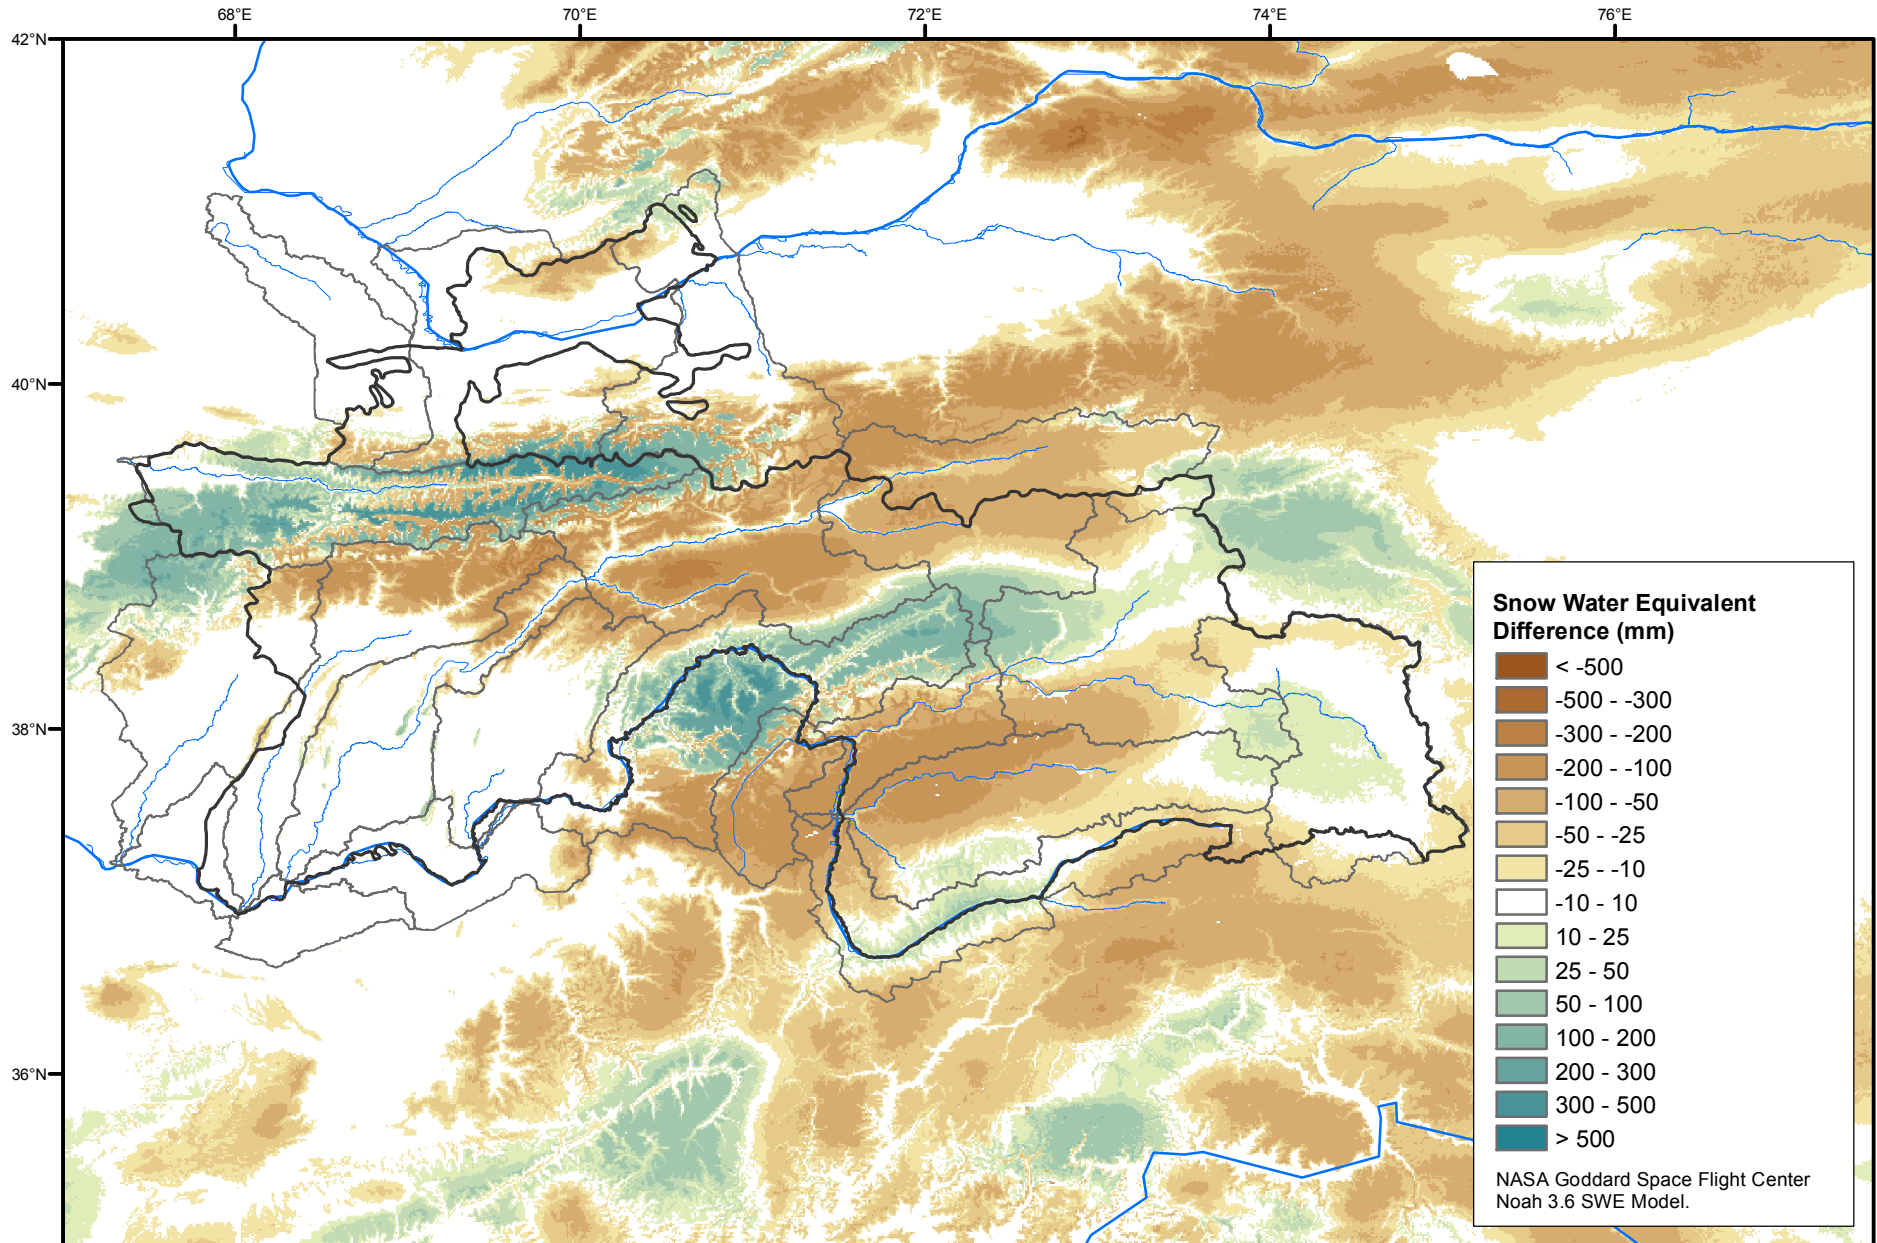 68°E 70°E 72°E 74°E 76°E
42°N
40°N
38°N
36°N
Snow Water Equivalent
Difference (mm)
< -500
-500 - -300
-300 - -200
-200 - -100
-100 - -50
-50 - -25
-25 - -10
-10 - 10
10 - 25
25 - 50
50 - 100
100 - 200
200 - 300
300 - 500
> 500
NASA Goddard Space Flight Center
Noah 3.6 SWE Model.